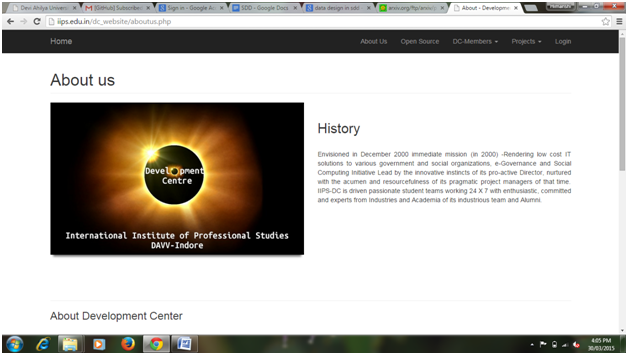 Devi Ahilya Univers
[GitHub] Subscribe
Sign in - Google A
SDD - Google Docs
data design in sdd
arxiv.org/ftp/arxiv/p
About - Developme
Himanshi
iips.edu.in/dc_website/aboutus.php
Home
About Us
Open Source
DC-Members
Projects
Login
About us
Development
Centre
International Institute of Professional Studies
DAVV-Indore
History
Envisioned in December 2000 immediate mission (in 2000) -Rendering low cost IT
solutions to various government and social organizations, e-Governance and Social
Computing Initiative Lead by the innovative instincts of its pro-active Director, nurtured
with the acumen and resourcefulness of its pragmatic project managers of that time.
IIPS-DC is driven passionate student teams working 24 X 7 with enthusiastic, committed
and experts from Industries and Academia of its industrious team and Alumni.
About Development Center
4:05 PM
30/03/2015